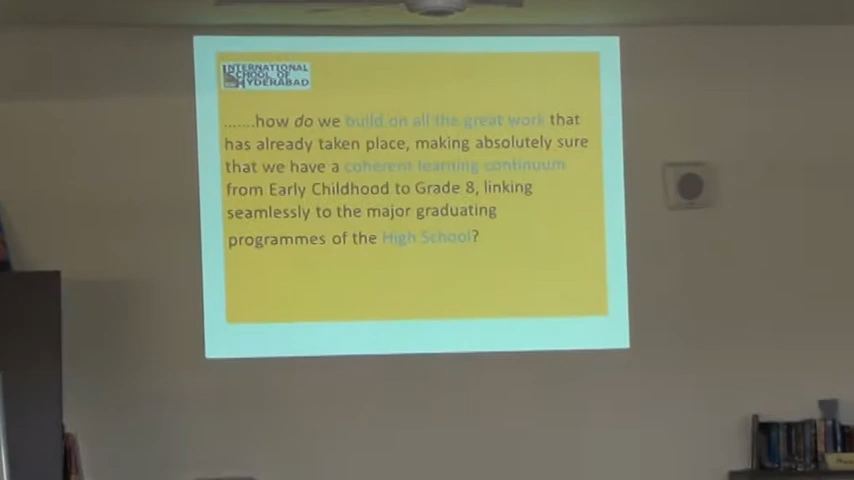 INTERNATIONAL
SCHOOL OF
HYDERABAD
.......how do we build on all the great work that
has already taken place, making absolutely sure
that we have a coherent learning continuum
from Early Childhood to Grade 8, linking
seamlessly to the major graduating
programmes of the High School?